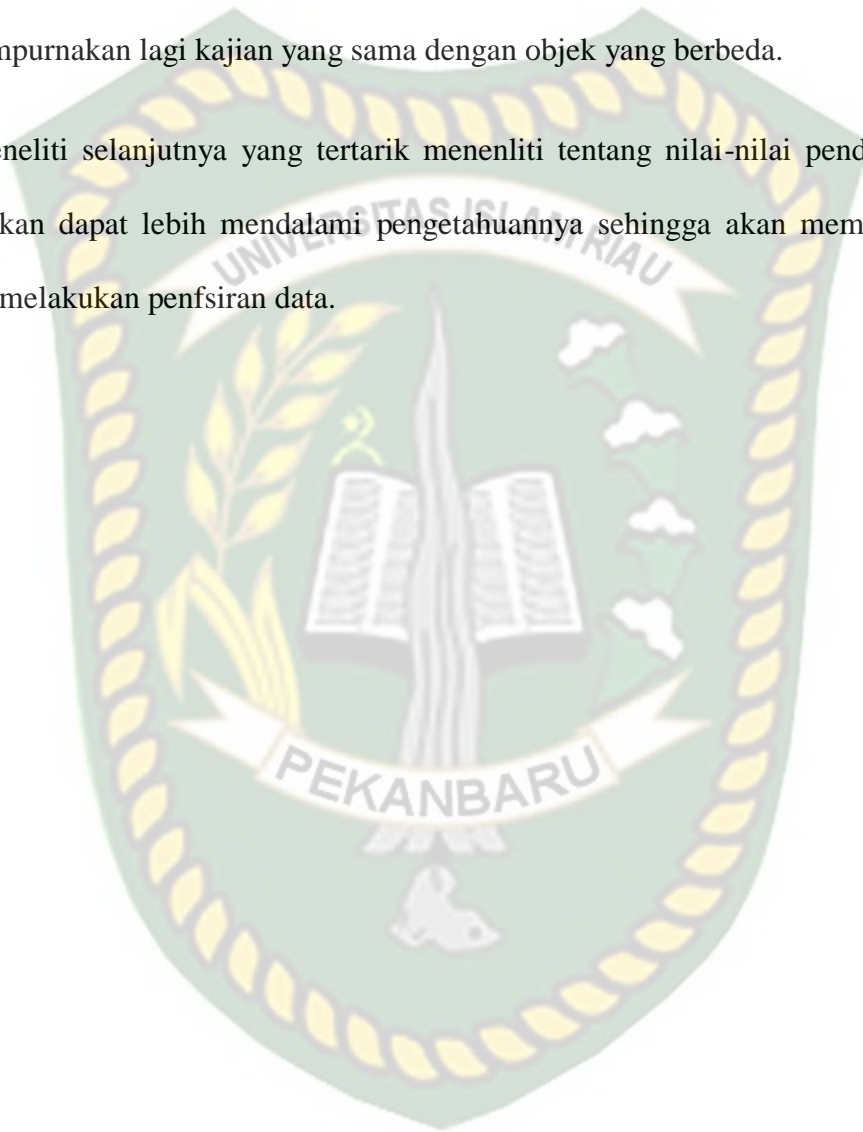 mpurnakan lagi kajian yang sama dengan objek yang berbeda.
eneliti selanjutnya yang tertarik menenliti tentang nilai-nilai pend
kan dapat lebih mendalami pengetahuannya sehingga akan mem
melakukan penfsiran data.
UNIVERSITAS ISLAM RIAU
PEKANBARU